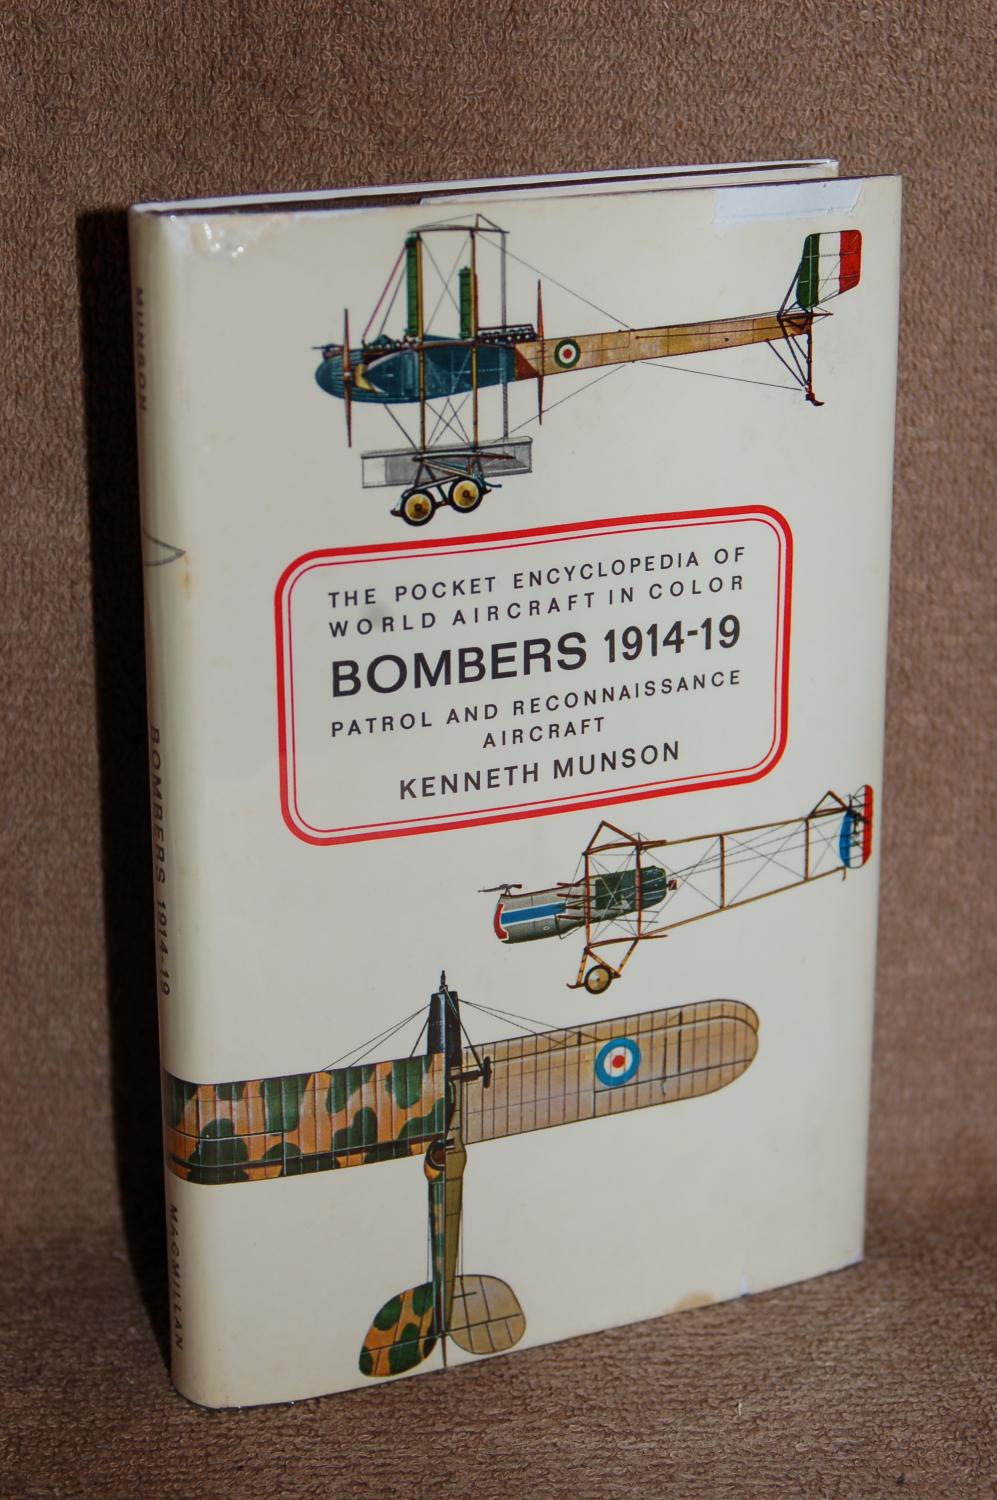 THE POCKET ENCYCLOPEDIA OF
WORLD AIRCRAFT IN COLOR
BOMBERS 1914-19
PATROL AND RECONNAISSANCE
AIRCRAFT
KENNETH MUNSON
MUNSON
BOMBERS 1914-19
MACMILLAN